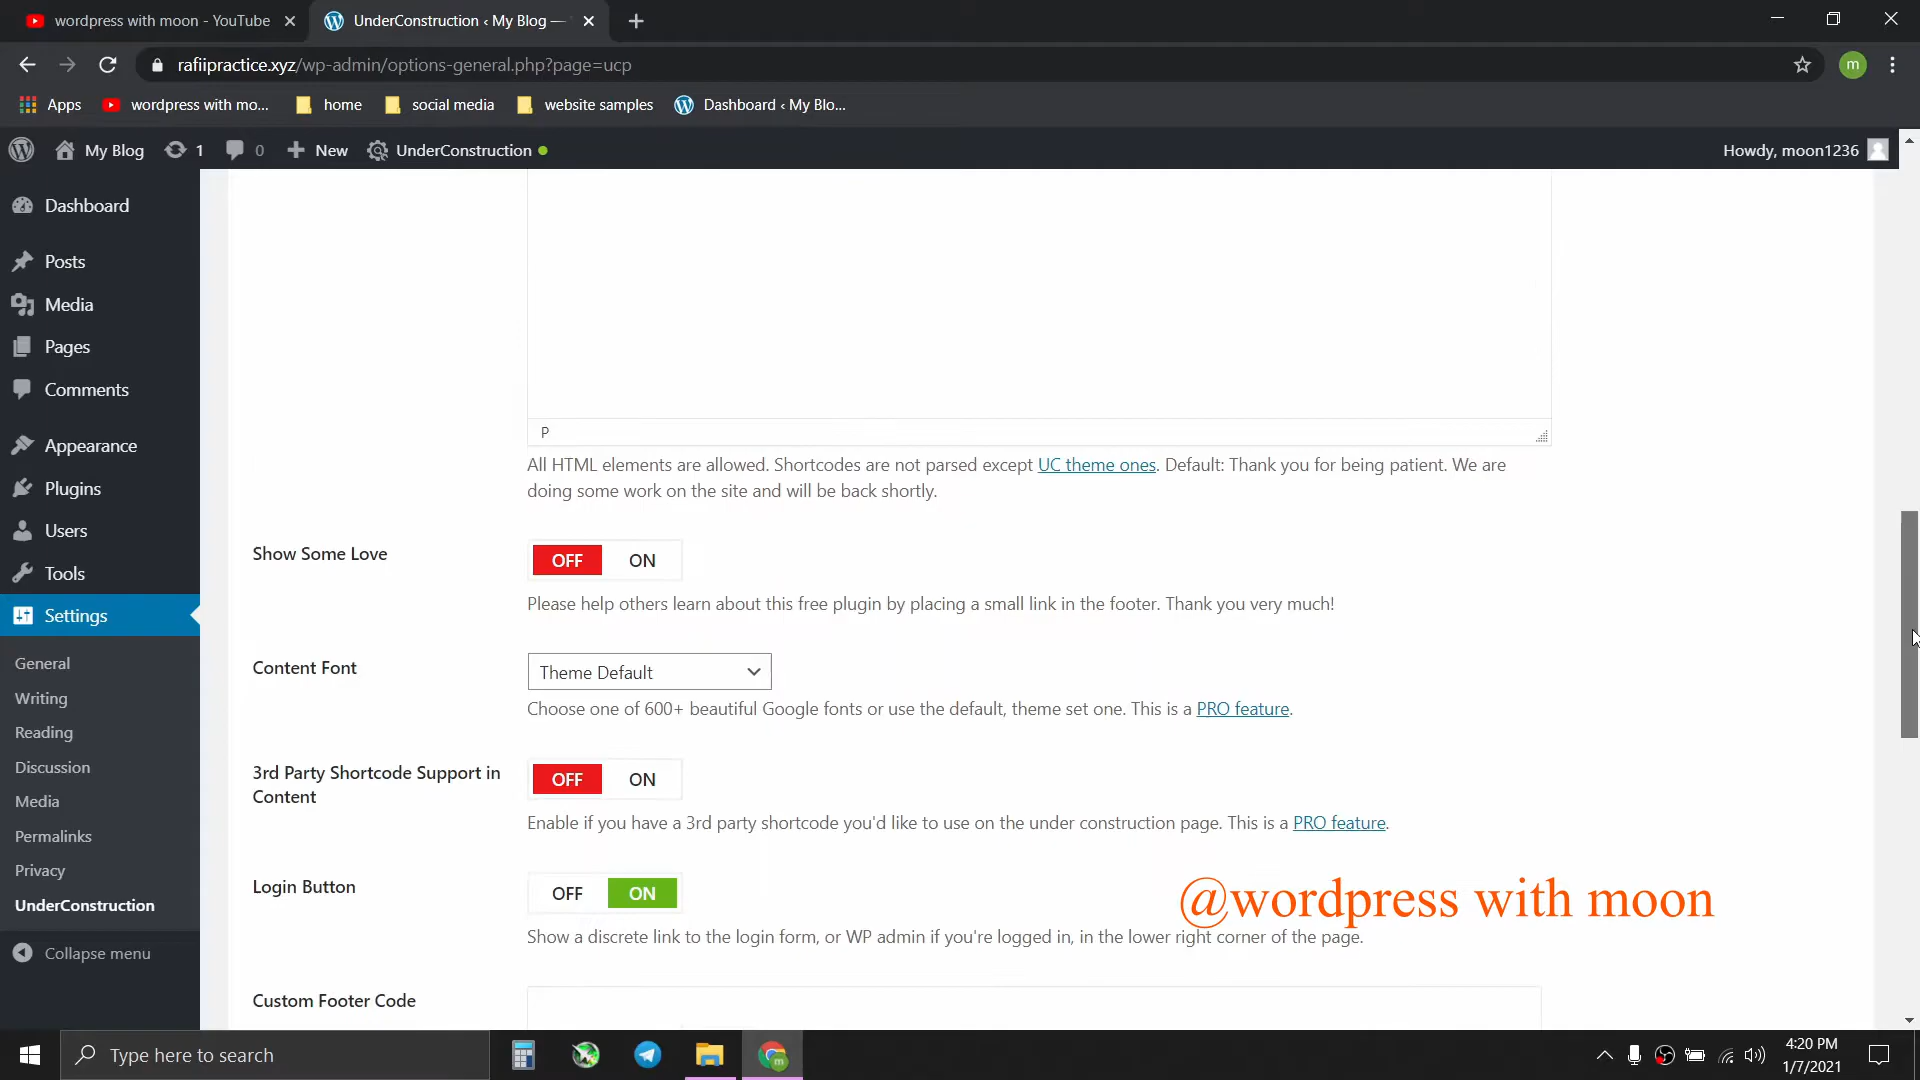 wordpress with moon - YouTube
UnderConstruction ‹ My Blog —
rafiipractice.xyz/wp-admin/options-general.php?page=ucp
m
Apps
wordpress with mo...
home
social media
website samples
Dashboard ‹ My Blo...
My Blog
1
0
New
UnderConstruction
Howdy, moon1236
Dashboard
Posts
Media
Pages
Comments
Appearance
Plugins
Users
Tools
Settings
General
Writing
Reading
Discussion
Media
Permalinks
Privacy
UnderConstruction
Collapse menu
P
All HTML elements are allowed. Shortcodes are not parsed except UC theme ones. Default: Thank you for being patient. We are
doing some work on the site and will be back shortly.
Show Some Love
OFF ON
Please help others learn about this free plugin by placing a small link in the footer. Thank you very much!
Content Font
Theme Default
Choose one of 600+ beautiful Google fonts or use the default, theme set one. This is a PRO feature.
3rd Party Shortcode Support in
Content
OFF ON
Enable if you have a 3rd party shortcode you'd like to use on the under construction page. This is a PRO feature.
Login Button
OFF ON
@wordpress with moon
Show a discrete link to the login form, or WP admin if you're logged in, in the lower right corner of the page.
Custom Footer Code
Type here to search
4:20 PM
1/7/2021